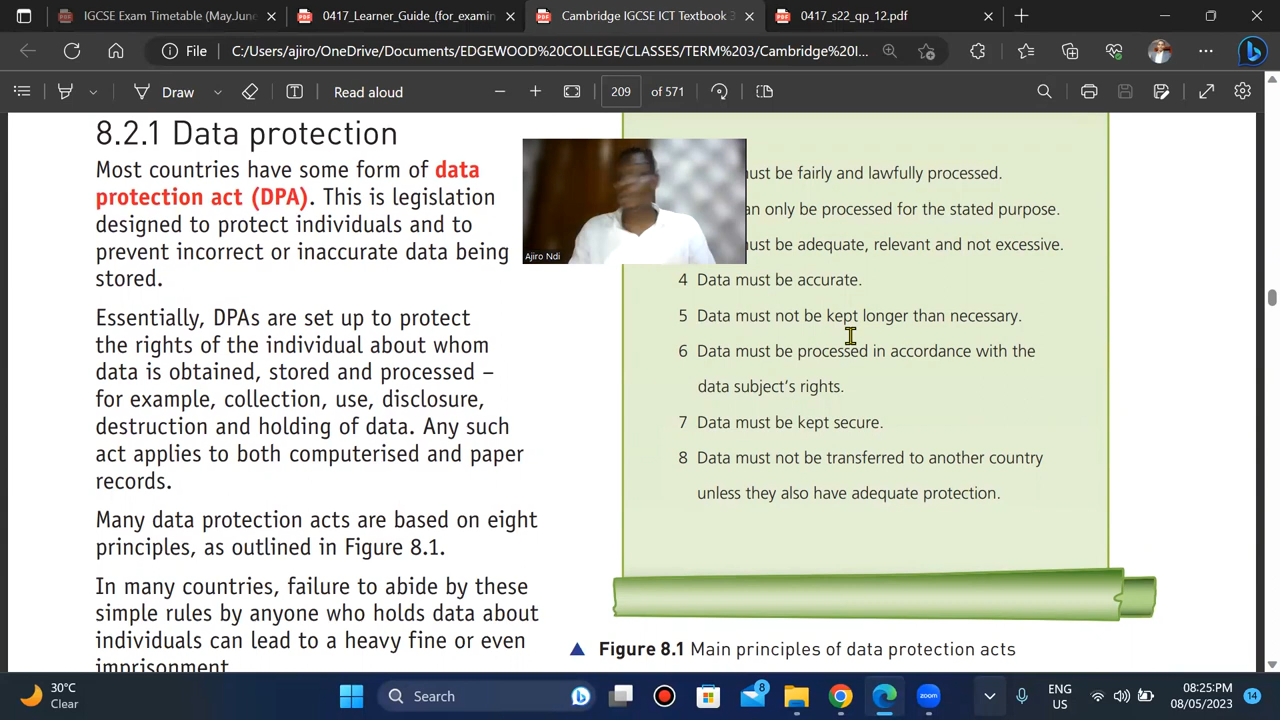 IGCSE Exam Timetable (May.June
0417_Learner_Guide_(for_examin
Cambridge IGCSE ICT Textbook 3
0417_s22_qp_12.pdf
File
C:/Users/ajiro/OneDrive/Documents/EDGEWOOD%20COLLEGE/CLASSES/TERM%203/Cambridge%20I...
Draw
Read aloud
209 of 571
8.2.1 Data protection
Most countries have some form of data
protection act (DPA). This is legislation
designed to protect individuals and to
prevent incorrect or inaccurate data being
stored.
Essentially, DPAs are set up to protect
the rights of the individual about whom
data is obtained, stored and processed –
for example, collection, use, disclosure,
destruction and holding of data. Any such
act applies to both computerised and paper
records.
Many data protection acts are based on eight
principles, as outlined in Figure 8.1.
In many countries, failure to abide by these
simple rules by anyone who holds data about
individuals can lead to a heavy fine or even
imprisonment.
Ajiro Ndi
must be fairly and lawfully processed.
an only be processed for the stated purpose.
must be adequate, relevant and not excessive.
4 Data must be accurate.
5 Data must not be kept longer than necessary.
6 Data must be processed in accordance with the
data subject's rights.
7 Data must be kept secure.
8 Data must not be transferred to another country
unless they also have adequate protection.
Figure 8.1 Main principles of data protection acts
30°C
Clear
Search
8
zoom
ENG
US
08:25PM
08/05/2023
14